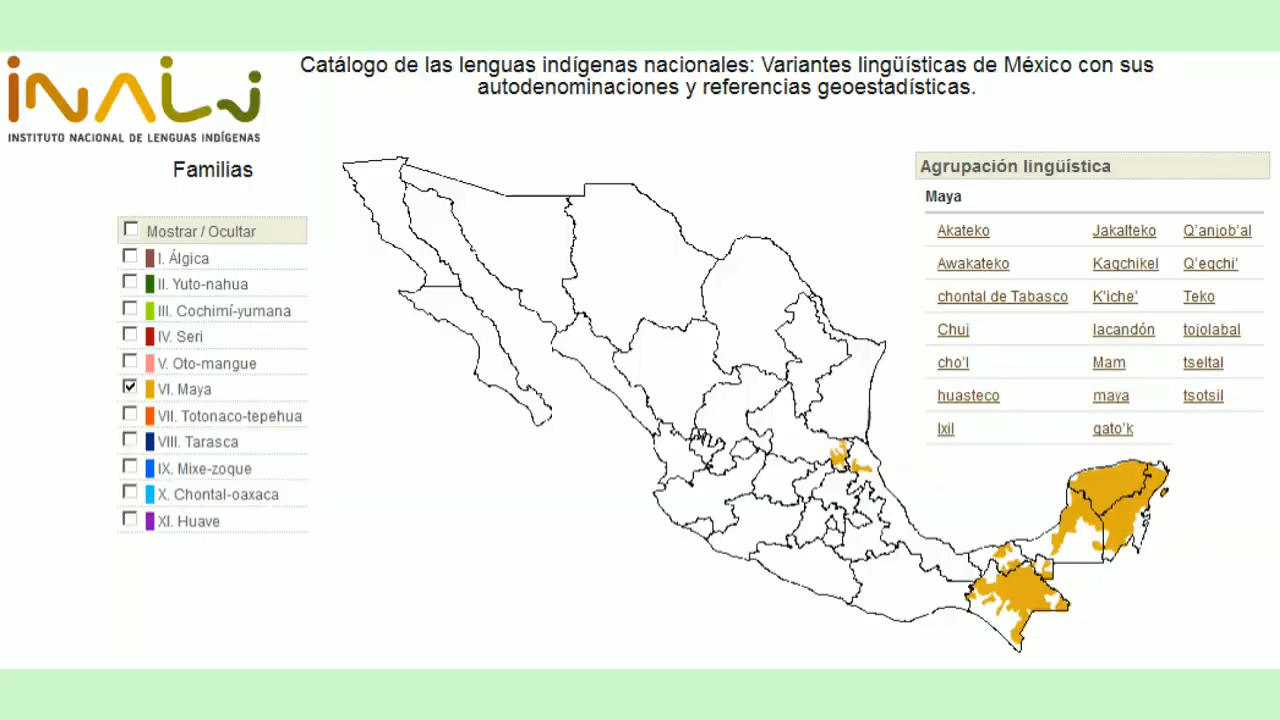 INALI
INSTITUTO NACIONAL DE LENGUAS INDÍGENAS
Catálogo de las lenguas indígenas nacionales: Variantes lingüísticas de México con sus
autodenominaciones y referencias geoestadísticas.
Familias
Mostrar / Ocultar
I. Álgica
II. Yuto-nahua
III. Cochimí-yumana
IV. Seri
V. Oto-mangue
VI. Maya
VII. Totonaco-tepehua
VIII. Tarasca
IX. Mixe-zoque
X. Chontal-oaxaca
XI. Huave
Agrupación lingüística
Maya
Akateko Jakalteko Q'anjob'al
Awakateko Kaqchikel Q'eqchi'
chontal de Tabasco K'iche' Teko
Chuj lacandón tojolabal
cho'l Mam tseltal
huasteco maya tsotsil
Ixil qato'k